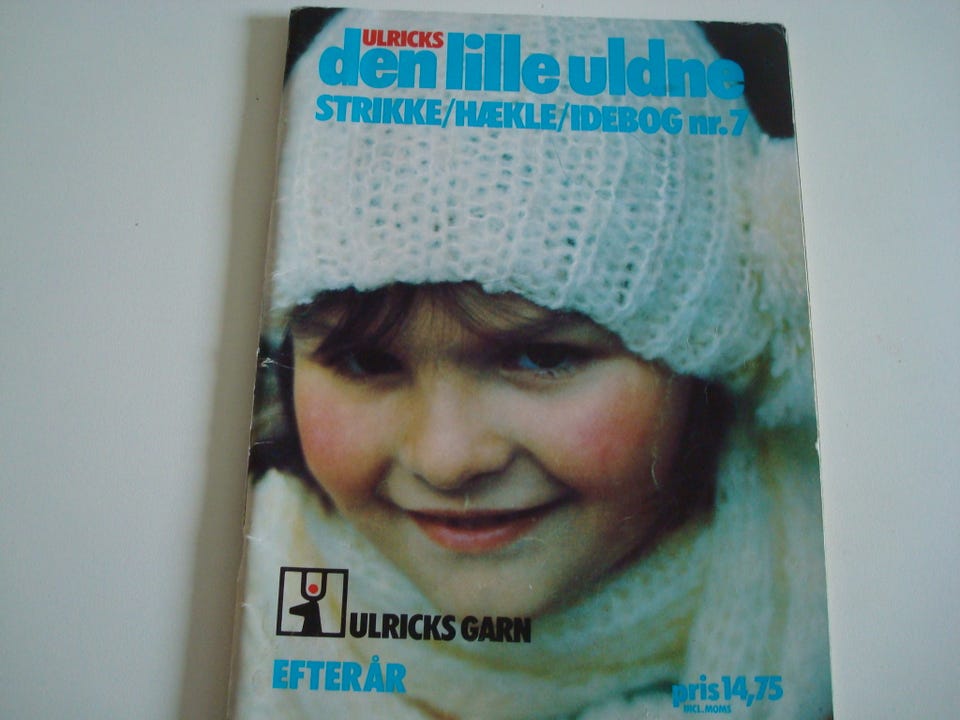 ULRICKS
den lille uldne
STRIKKE/HÆKLE/IDEBOG nr.7
ULRICKS GARN
EFTERÅR
pris 14,75
INCL. MOMS